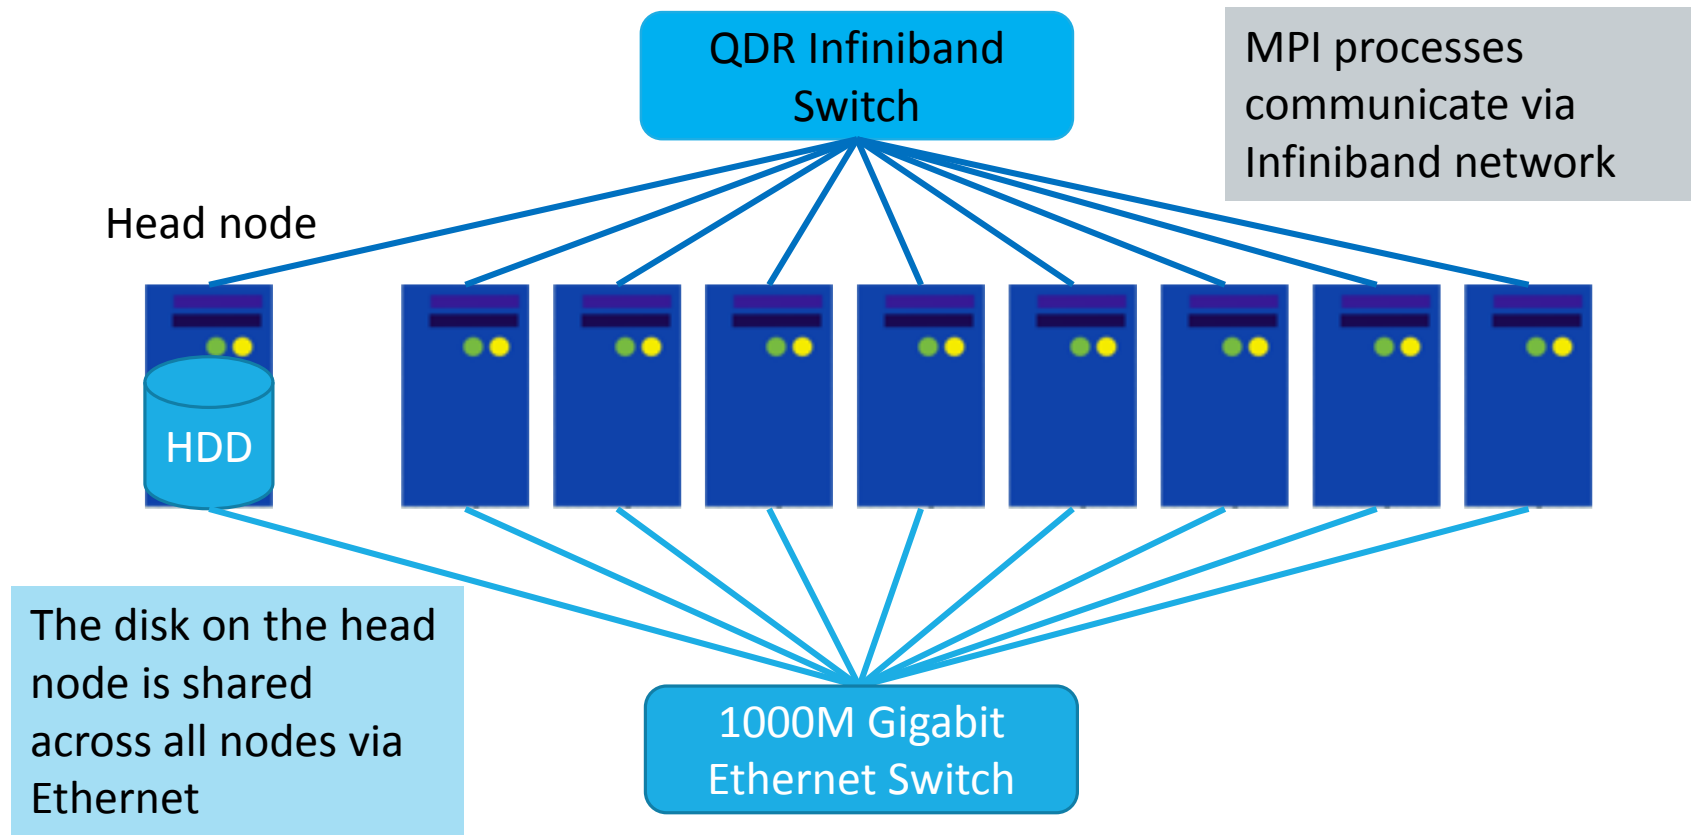 QDR Infiniband
Switch
MPI processes
communicate via
Infiniband network
Head node
HDD
The disk on the head
node is shared
across all nodes via
Ethernet
1000M Gigabit
Ethernet Switch